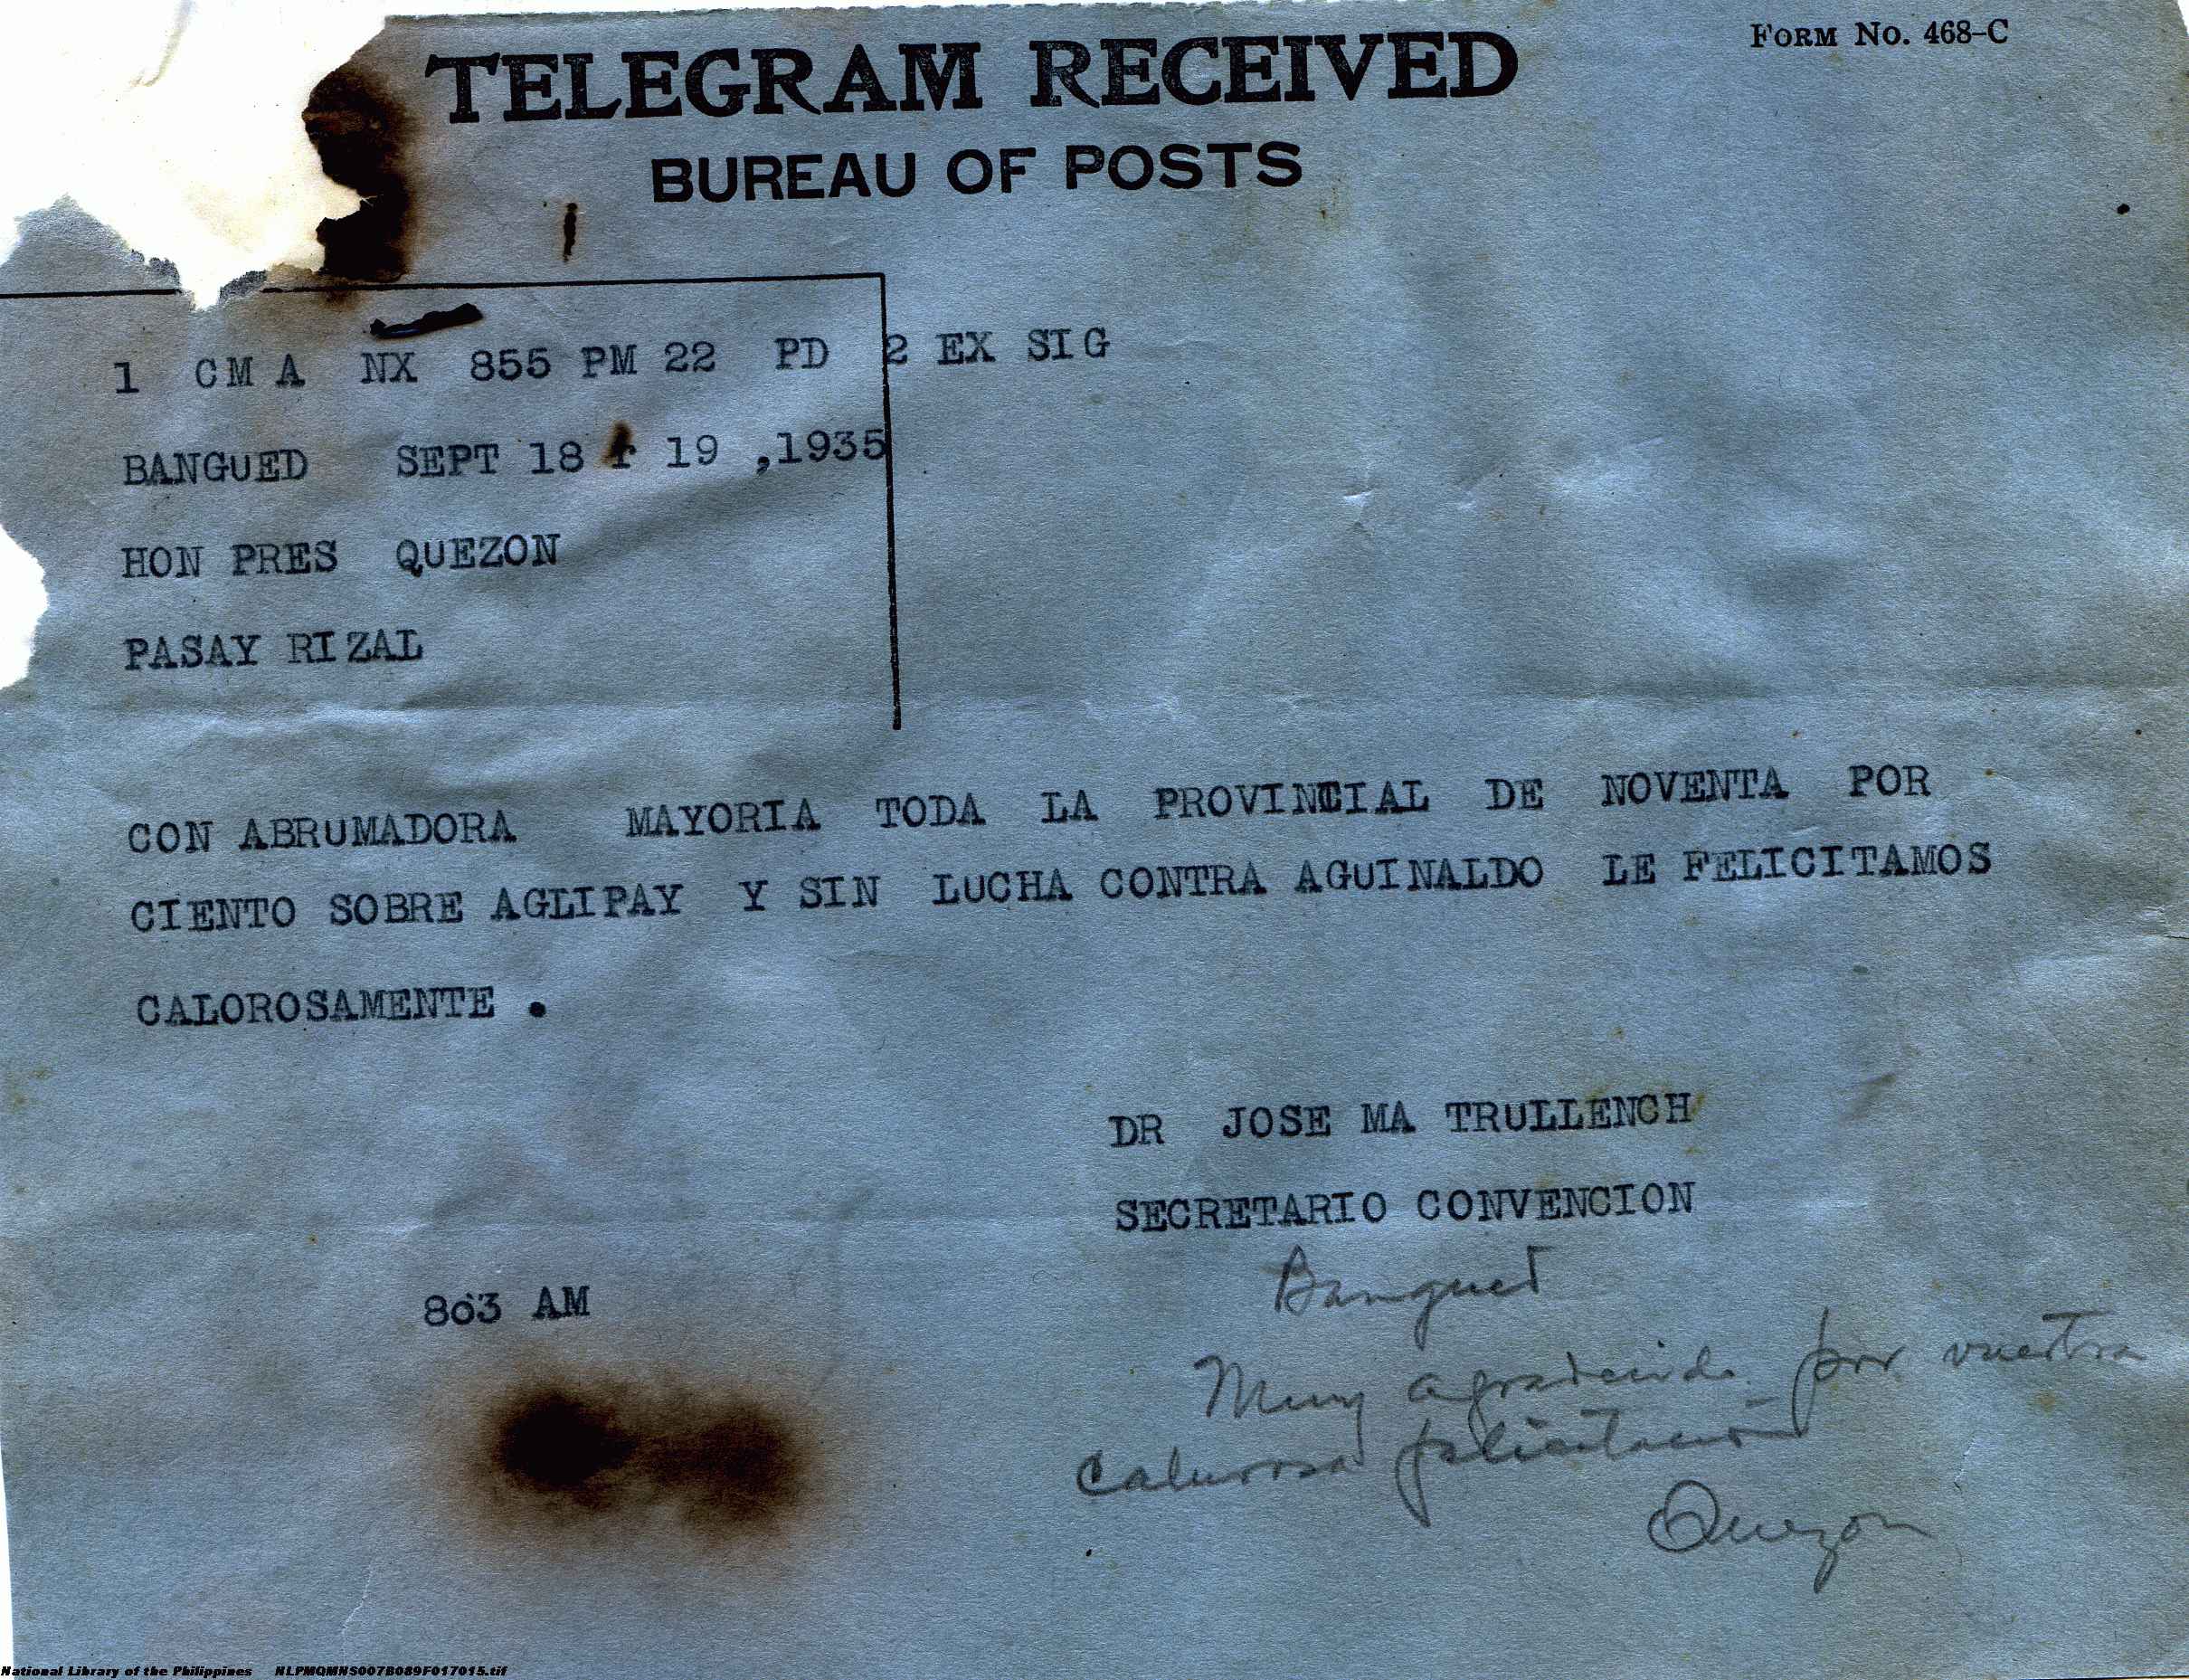 FORM NO. 468-C
TELEGRAM RECEIVED
BUREAU OF POSTS
1 CM A NX 855 PM 22 PD 2 EX SIG
BANGUED SEPT 18 19 ,1935
HON PRES QUEZON
PASAY RIZAL
CON ABRUMADORA MAYORIA TODA LA PROVINCIAL DE NOVENTA POR
CIENTO SOBRE AGLIPAY Y SIN LUCHA CONTRA AGUINALDO LE FELICITAMOS
CALOROSAMENTE .
DR JOSE MA TRULLENCH
SECRETARIO CONVENCION
Bangued
803 AM
Muy agradecido por vuestra
calurosa felicitación
Quezon
National Library of the Philippines NLPMQMNS007B089F017015.tif